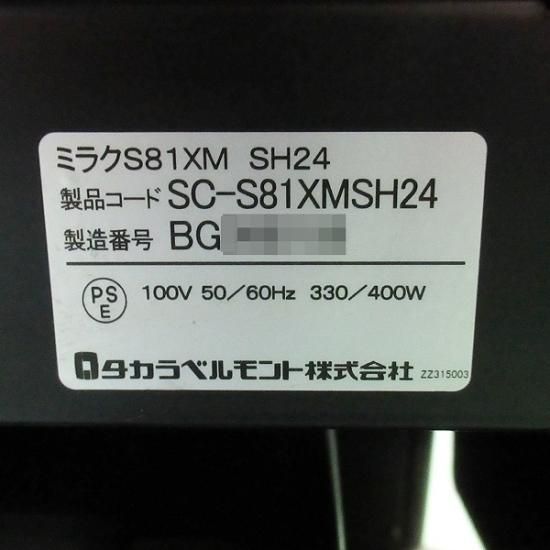 ミラクS81XM SH24
製品コード SC-S81XMSH24
製造番号 BG
PS
E
100V 50/60Hz 330/400W
タカラベルモント株式会社 ZZ315003